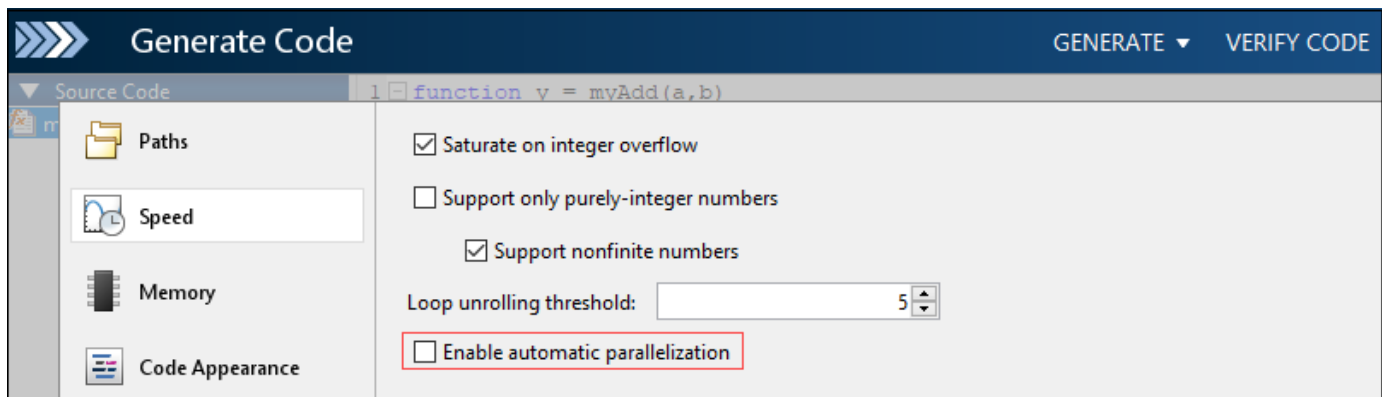 Generate Code
GENERATE ▼ VERIFY CODE
▼ Source Code
1 function y = myAdd(a,b)
m
Paths
Speed
Memory
Code Appearance
Saturate on integer overflow
Support only purely-integer numbers
Support nonfinite numbers
Loop unrolling threshold: 5
Enable automatic parallelization